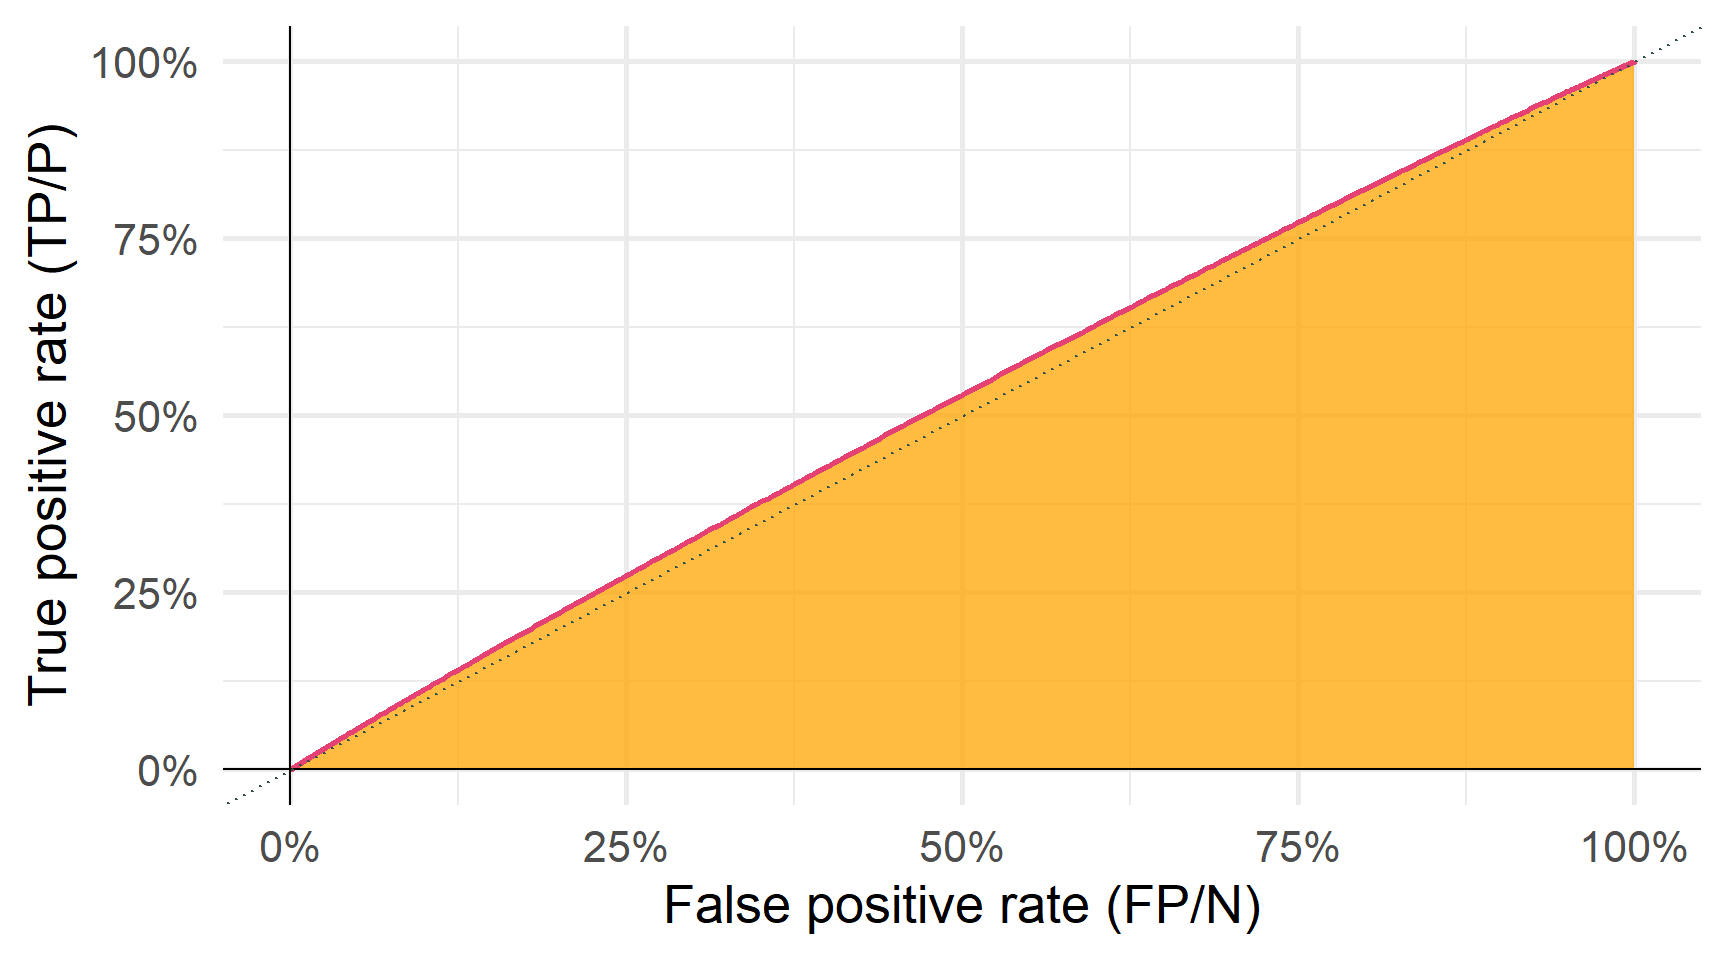 True positive rate (TP/P)
100%
75%
50%
25%
0%
0% 25% 50% 75% 100%
False positive rate (FP/N)